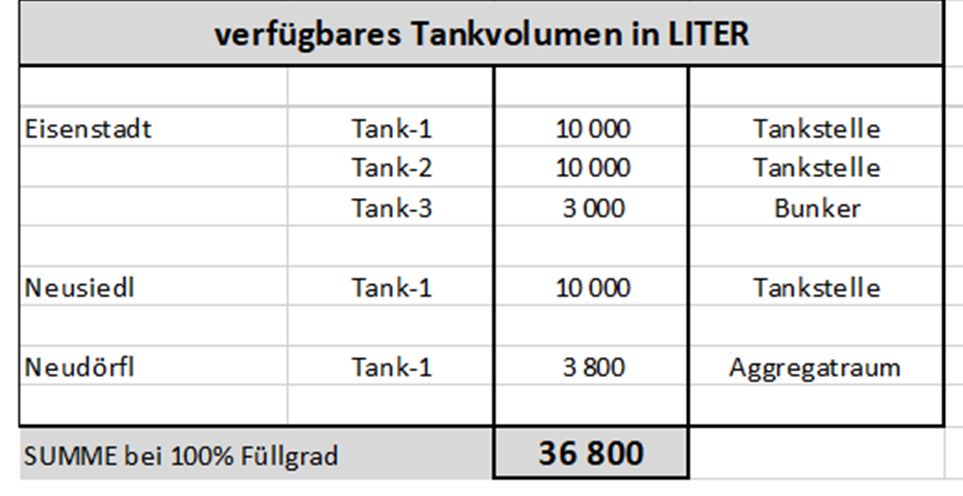 verfügbares Tankvolumen in LITER
Eisenstadt Tank-1 10 000 Tankstelle
Tank-2 10 000 Tankstelle
Tank-3 3 000 Bunker
Neusiedl Tank-1 10 000 Tankstelle
Neudörfl Tank-1 3 800 Aggregatraum
SUMME bei 100% Füllgrad 36 800